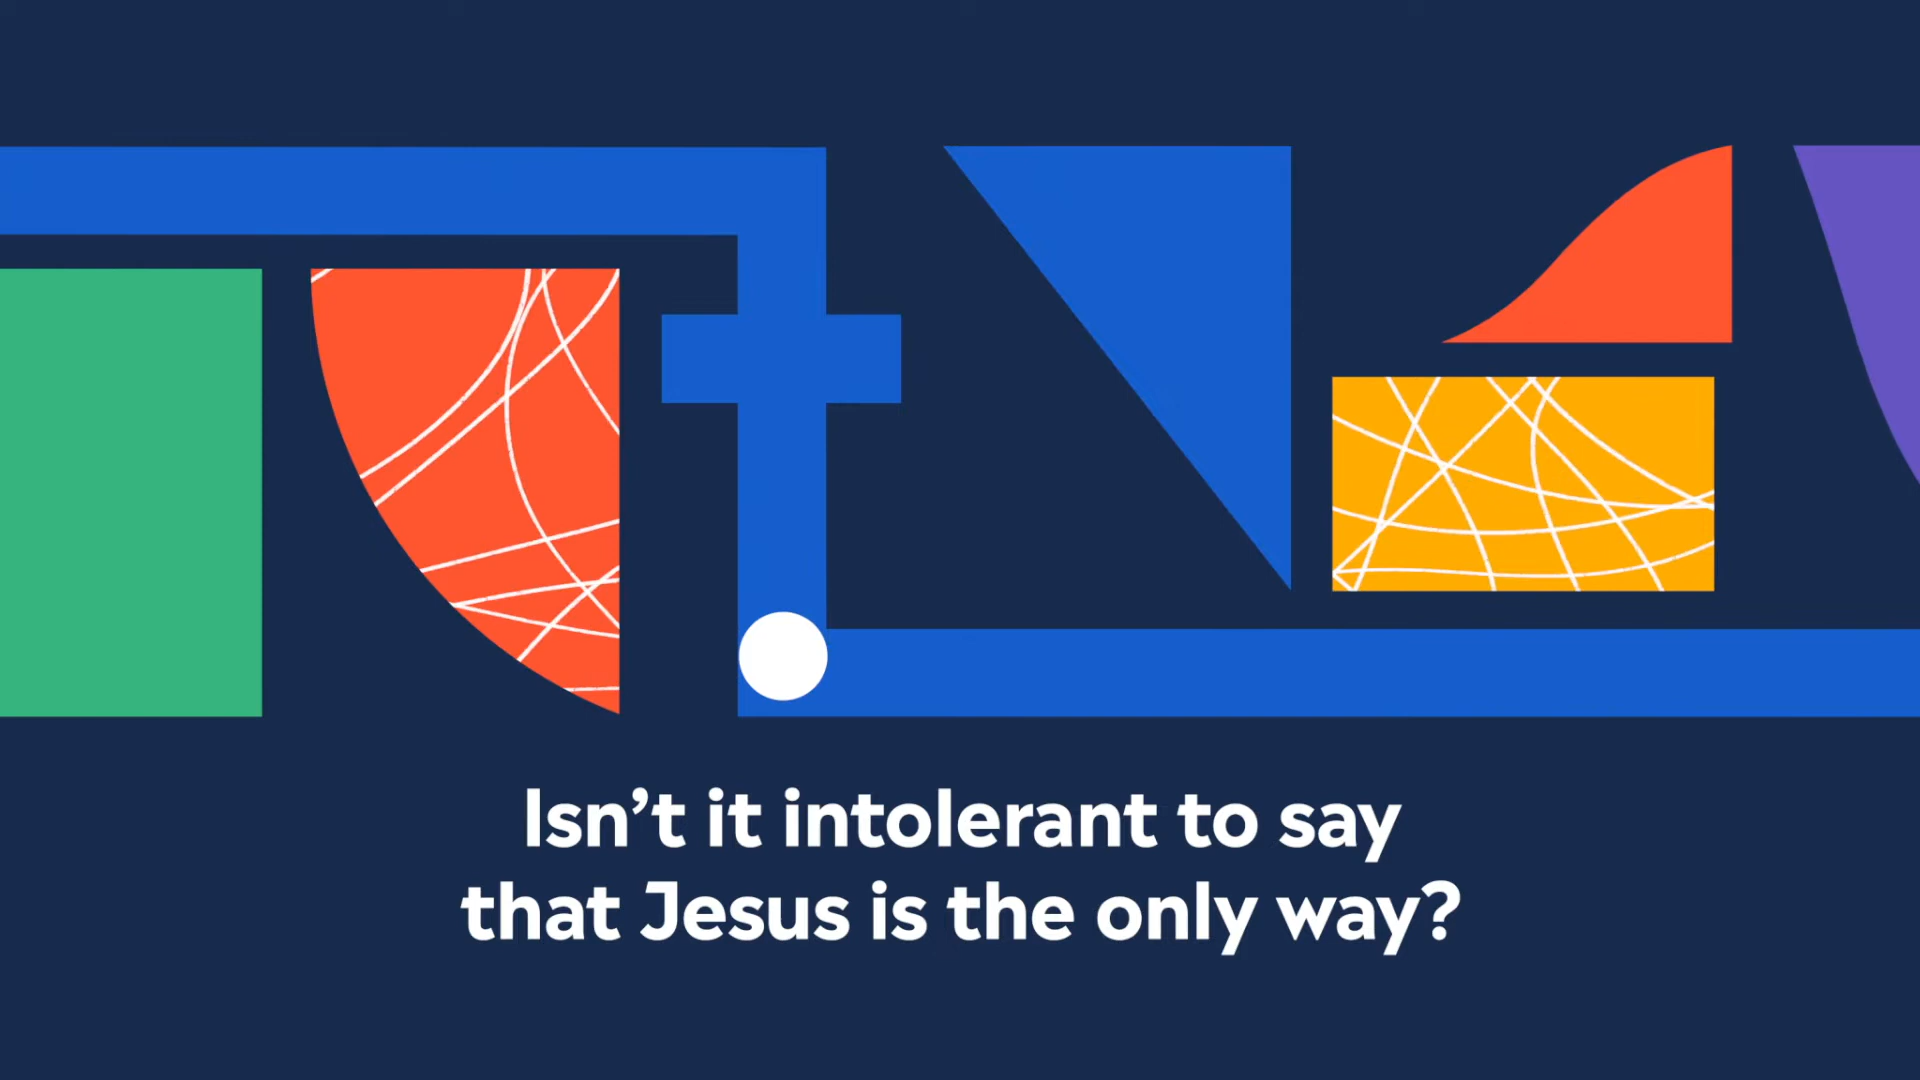 Isn’t it intolerant to say
that Jesus is the only way?